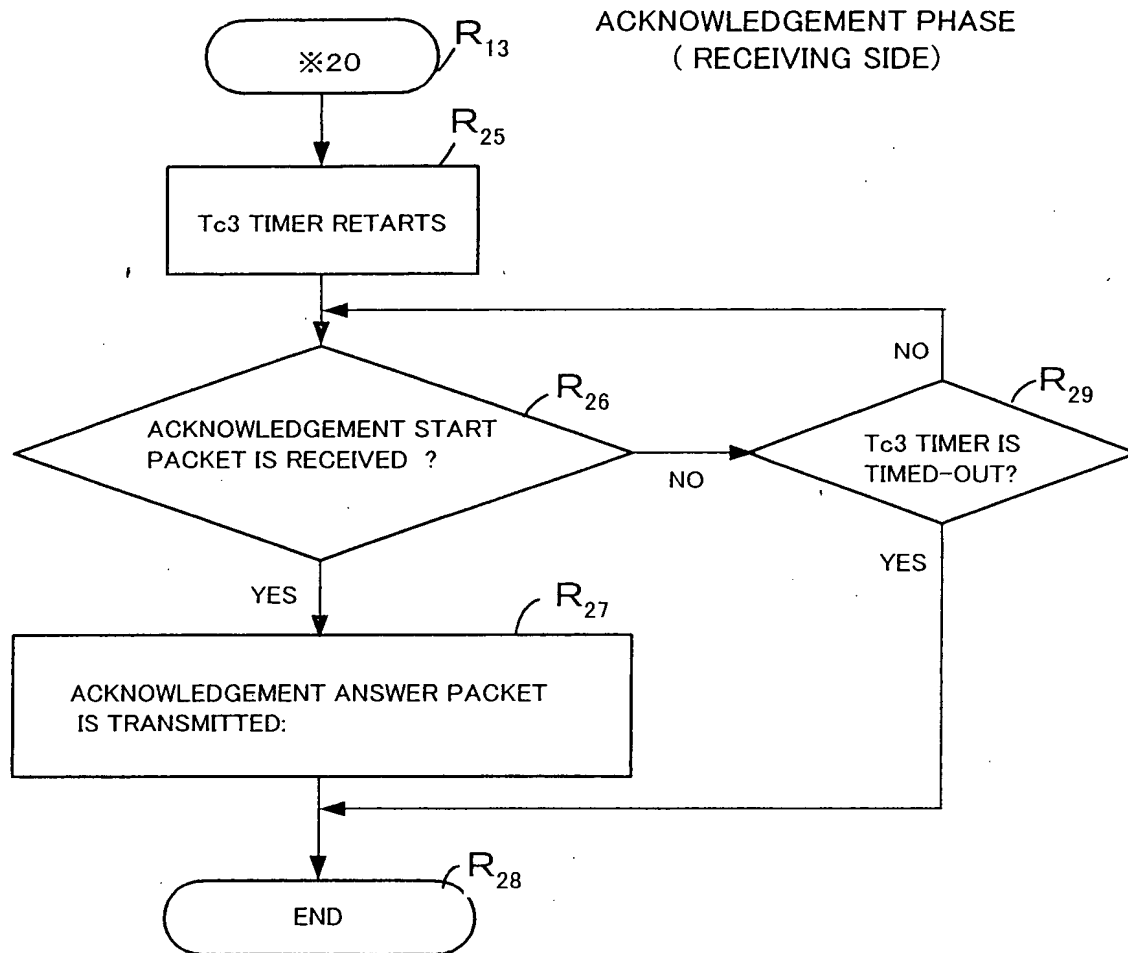 ACKNOWLEDGEMENT PHASE
( RECEIVING SIDE)
※20
R13
R25
Tc3 TIMER RETARTS
NO
R26
R29
ACKNOWLEDGEMENT START
PACKET IS RECEIVED ?
Tc3 TIMER IS
TIMED-OUT?
NO
YES
YES
R27
ACKNOWLEDGEMENT ANSWER PACKET
IS TRANSMITTED:
R28
END